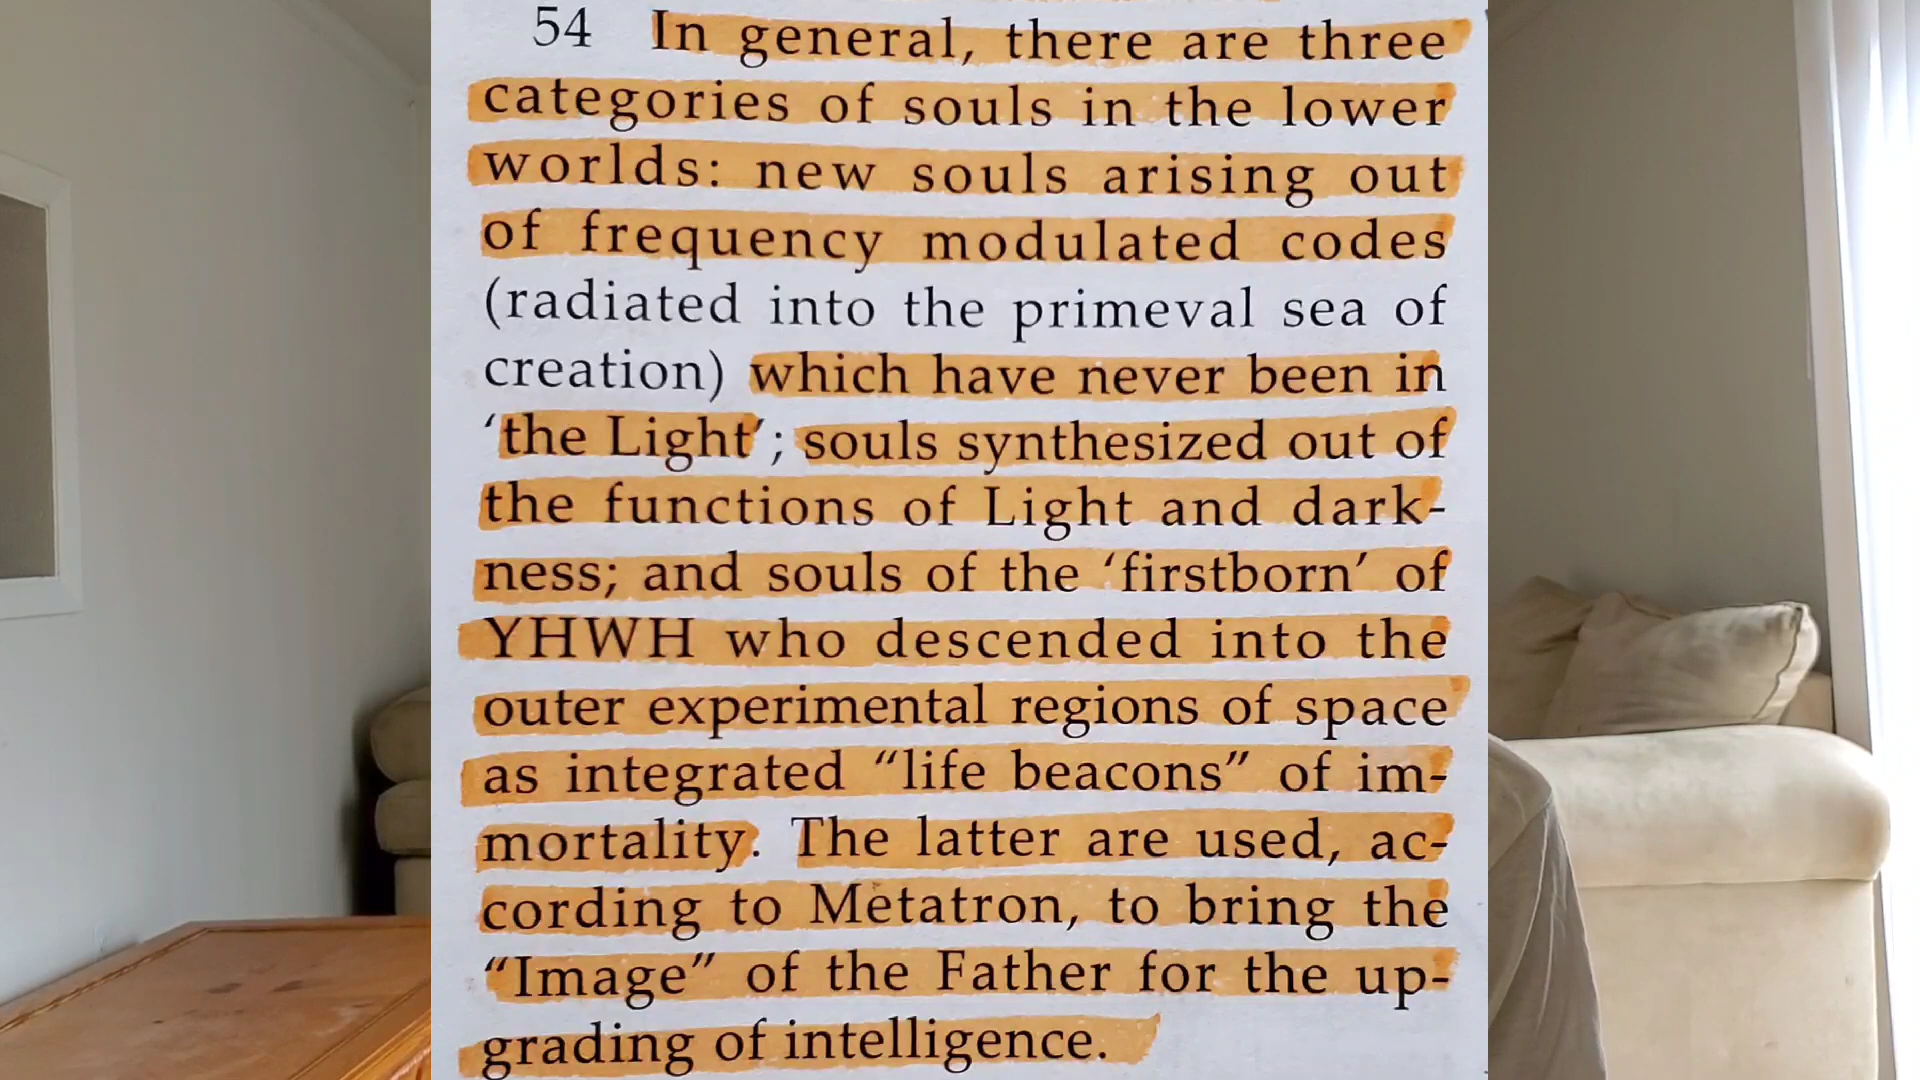 54 In general, there are three
categories of souls in the lower
worlds: new souls arising out
of frequency modulated codes
(radiated into the primeval sea of
creation) which have never been in
‘the Light’; souls synthesized out of
the functions of Light and dark-
ness; and souls of the ‘firstborn’ of
YHWH who descended into the
outer experimental regions of space
as integrated “life beacons” of im-
mortality. The latter are used, ac-
cording to Metatron, to bring the
“Image” of the Father for the up-
grading of intelligence.